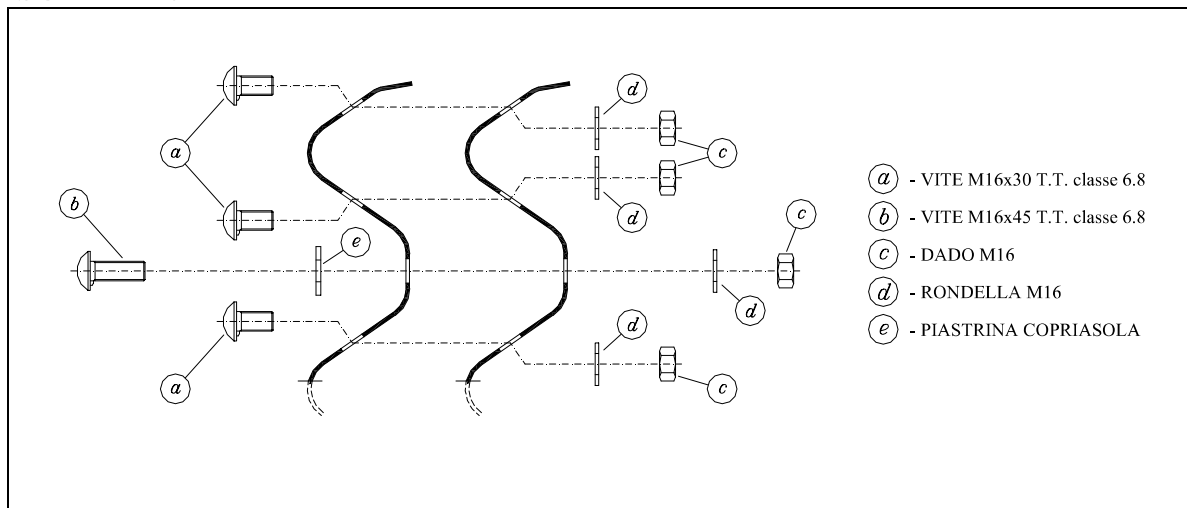 a
b
a
e
d
d
c
c
d
d
c
a
a - VITE M16x30 T.T. classe 6.8
b - VITE M16x45 T.T. classe 6.8
c - DADO M16
d - RONDELLA M16
e - PIASTRINA COPRIASOLA